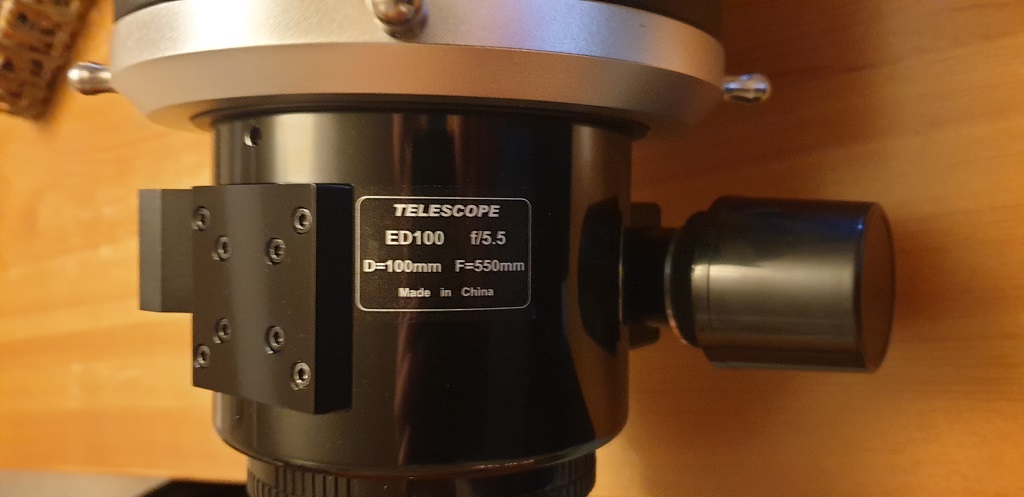 TELESCOPE
ED100 f/5.5
D=100mm F=550mm
Made in China